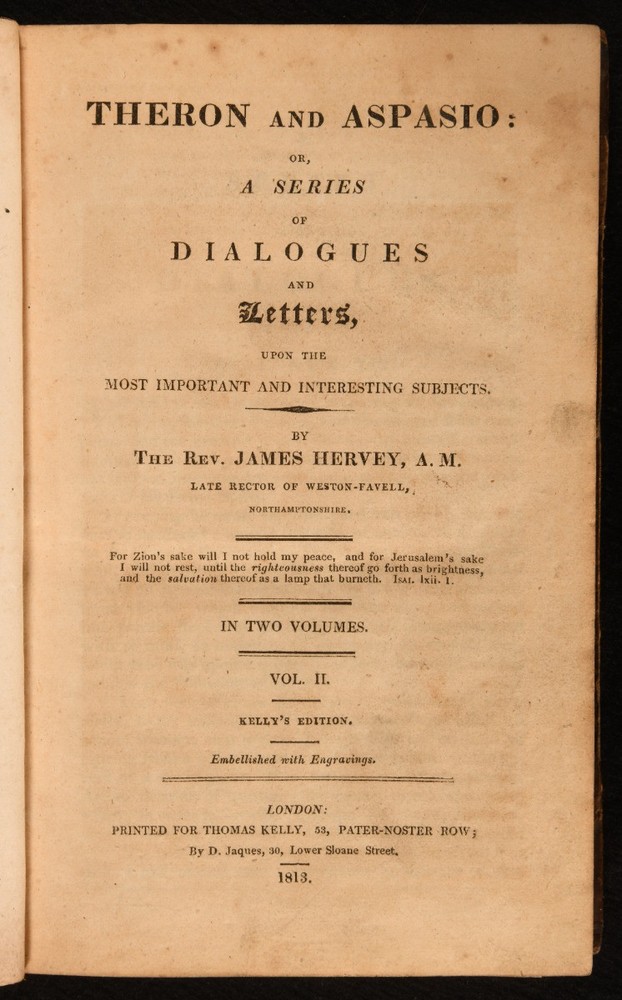 THERON AND ASPASIO:
OR,
A SERIES
OF
DIALOGUES
AND
Letters,
UPON THE
MOST IMPORTANT AND INTERESTING SUBJECTS.
BY
THE REV. JAMES HERVEY, A. M.
LATE RECTOR OF WESTON-FAVELL,
NORTHAMPTONSHIRE.
For Zion's sake will I not hold my peace, and for Jerusalem's sake
I will not rest, until the righteousness thereof go forth as brightness,
and the salvation thereof as a lamp that burneth. ISAI. lxii. 1.
IN TWO VOLUMES.
VOL. II.
KELLY'S EDITION.
Embellished with Engravings.
LONDON:
PRINTED FOR THOMAS KELLY, 53, PATER-NOSTER ROW;
By D. Jaques, 30, Lower Sloane Street.
1813.